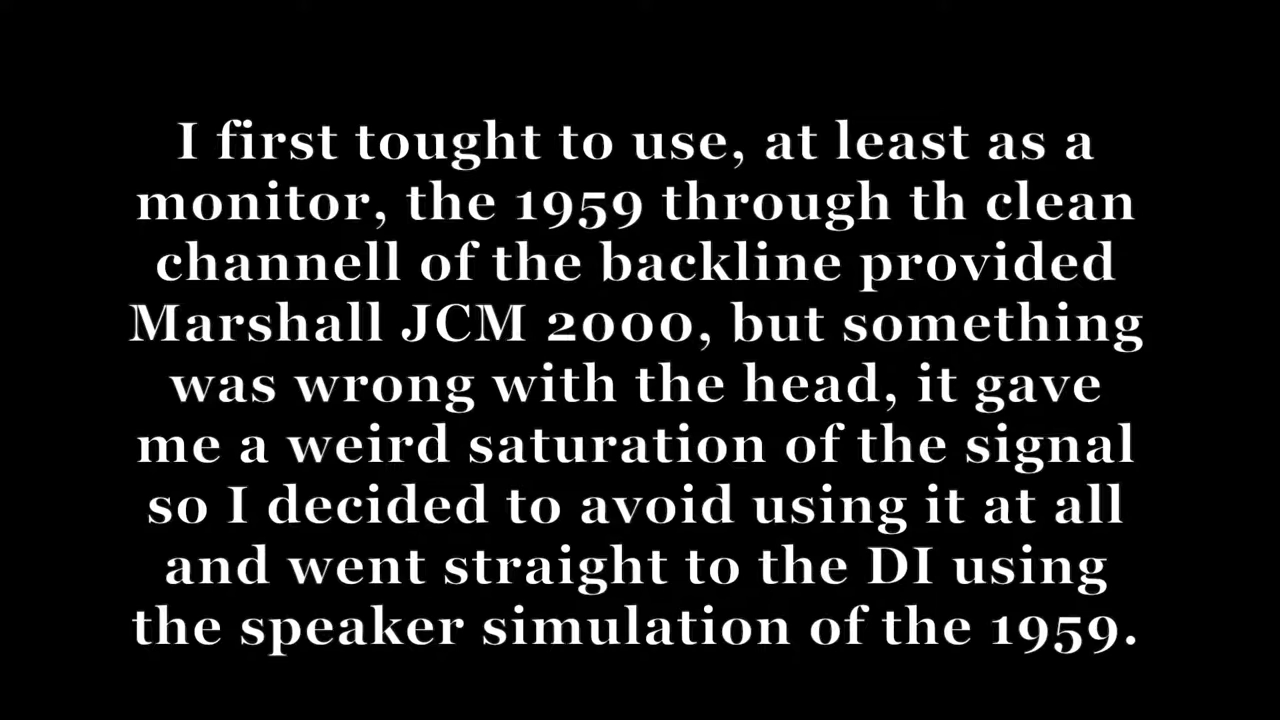 I first tought to use, at least as a
monitor, the 1959 through th clean
channell of the backline provided
Marshall JCM 2000, but something
was wrong with the head, it gave
me a weird saturation of the signal
so I decided to avoid using it at all
and went straight to the DI using
the speaker simulation of the 1959.